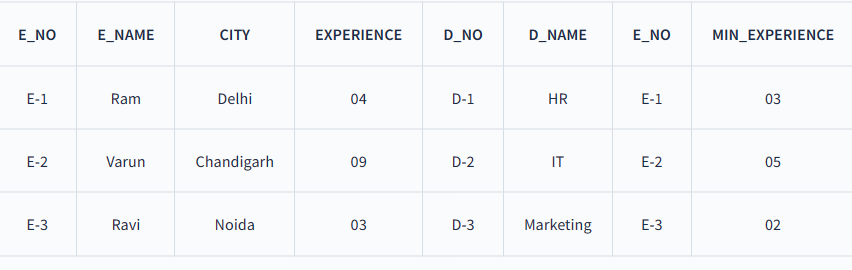 E_NO E_NAME CITY EXPERIENCE D_NO D_NAME E_NO MIN_EXPERIENCE
E-1 Ram Delhi 04 D-1 HR E-1 03
E-2 Varun Chandigarh 09 D-2 IT E-2 05
E-3 Ravi Noida 03 D-3 Marketing E-3 02